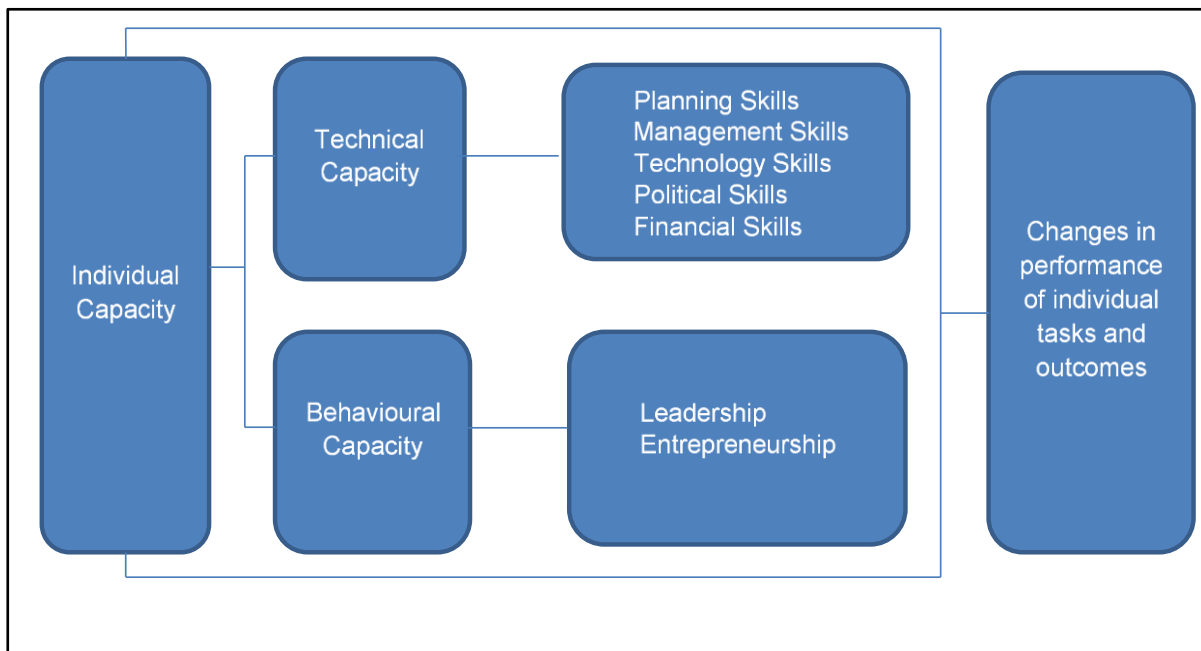 Individual
Capacity
Technical
Capacity
Planning Skills
Management Skills
Technology Skills
Political Skills
Financial Skills
Behavioural
Capacity
Leadership
Entrepreneurship
Changes in
performance
of individual
tasks and
outcomes